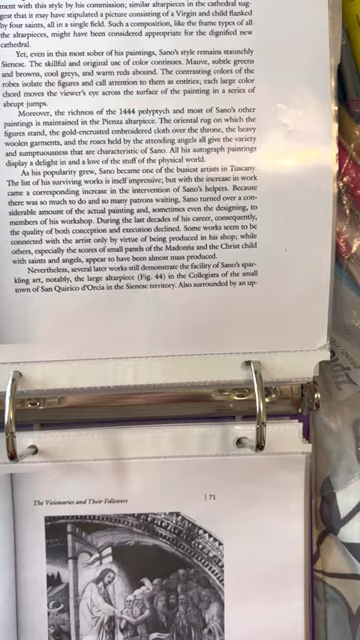 ment with this style by his commission; similar altarpieces in the cathedral sug-
gest that it may have stipulated a picture consisting of a Virgin and child flanked
by four saints, all in a single field. Such a composition, like the frame types of all
the altarpieces, might have been considered appropriate for the dignified new
cathedral.
Yet, even in this most sober of his paintings, Sano's style remains staunchly
Sienese. The skillful and original use of color continues. Mauve, subtle greens
and browns, cool greys, and warm reds abound. The contrasting colors of the
robes isolate the figures and call attention to them as entities; each large color
chord moves the viewer's eye across the surface of the painting in a series of
abrupt jumps.
Moreover, the richness of the 1444 polyptych and most of Sano's other
paintings is maintained in the Pienza altarpiece. The oriental rug on which the
figures stand, the gold-encrusted embroidered cloth over the throne, the heavy
woolen garments, and the roses held by the attending angels all give the variety
and sumptuousness that are characteristic of Sano. All his autograph paintings
display a delight in and a love of the stuff of the physical world.
As his popularity grew, Sano became one of the busiest artists in Tuscany.
The list of his surviving works is itself impressive; but with the increase in work
came a corresponding increase in the intervention of Sano's helpers. Because
there was so much to do and so many patrons waiting, Sano turned over a con-
siderable amount of the actual painting and, sometimes even the designing, to
members of his workshop. During the last decades of his career, consequently,
the quality of both conception and execution declined. Some works seem to be
connected with the artist only by virtue of being produced in his shop; while
others, especially the scores of small panels of the Madonna and the Christ child
with saints and angels, appear to have been almost mass produced.
Nevertheless, several later works still demonstrate the facility of Sano's spar-
kling art, notably, the large altarpiece (Fig. 44) in the Collegiata of the small
town of San Quirico d'Orcia in the Sienese territory. Also surrounded by an up-
The Visionaries and Their Followers | 71